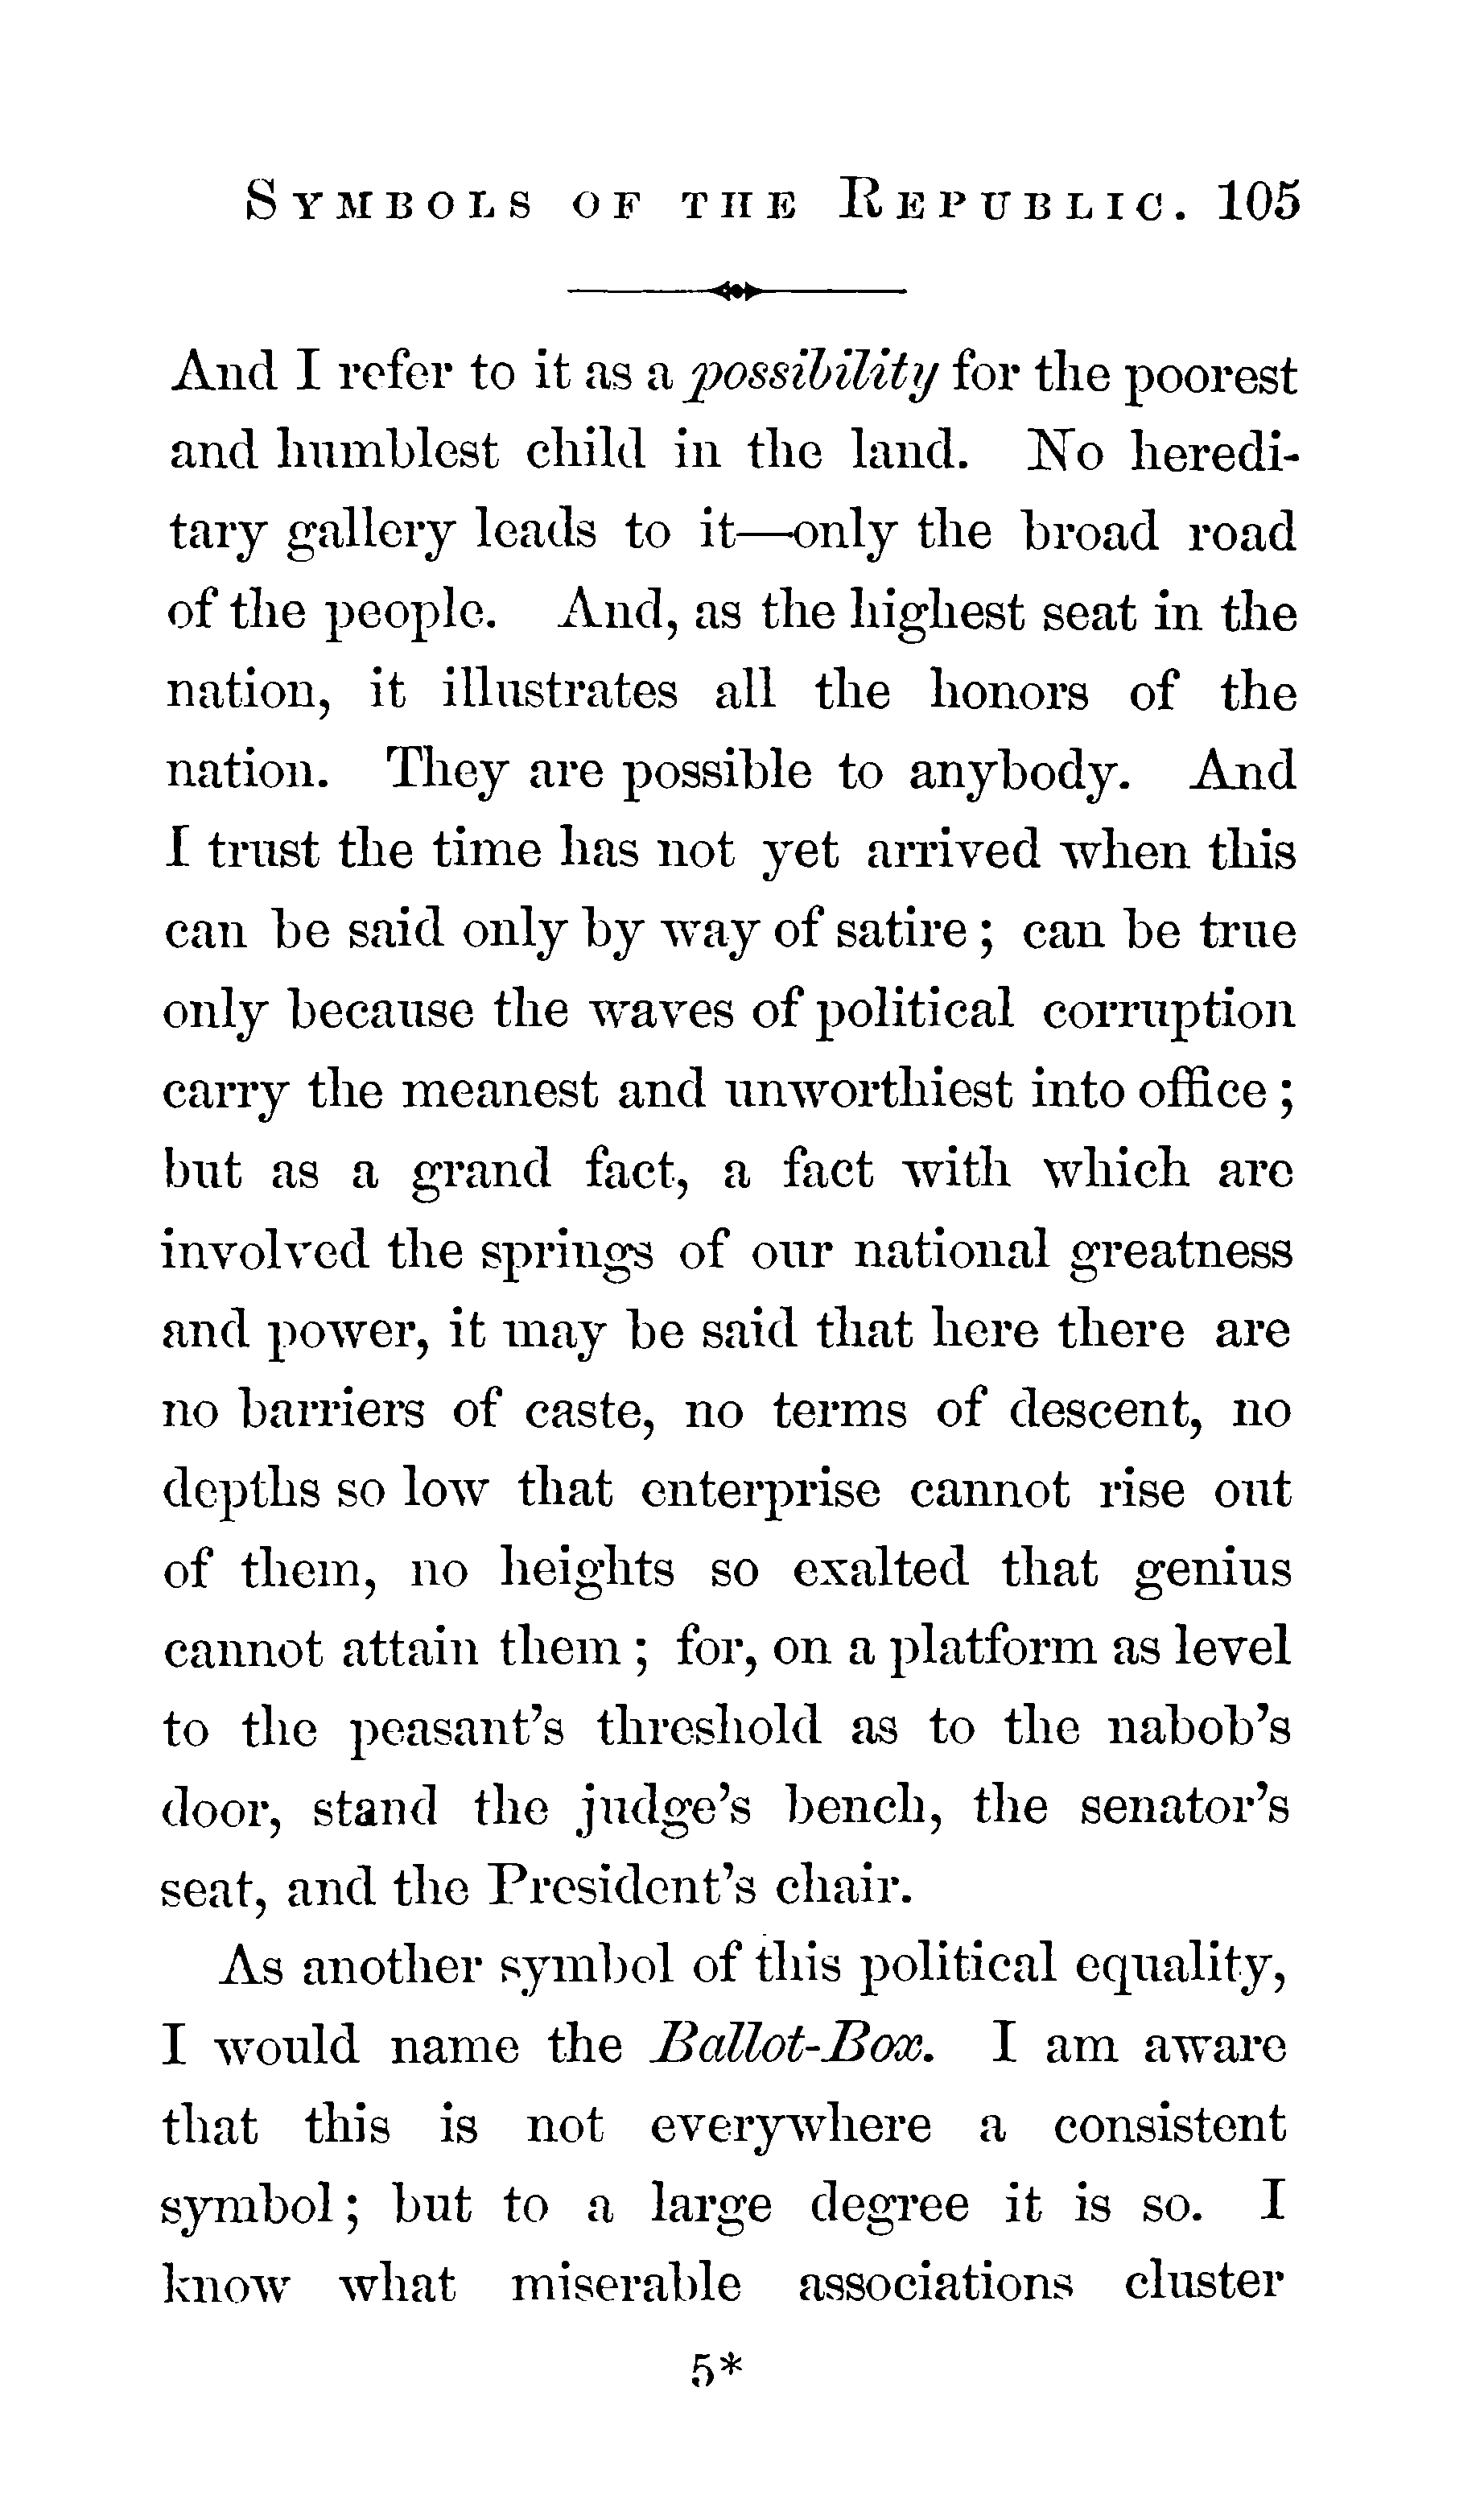 SYMBOLS OF THE REPUBLIC. 105
And I refer to it as a possibility for the poorest
and humblest child in the land. No heredi-
tary gallery leads to it—only the broad road
of the people. And, as the highest seat in the
nation, it illustrates all the honors of the
nation. They are possible to anybody. And
I trust the time has not yet arrived when this
can be said only by way of satire; can be true
only because the waves of political corruption
carry the meanest and unworthiest into office;
but as a grand fact, a fact with which are
involved the springs of our national greatness
and power, it may be said that here there are
no barriers of caste, no terms of descent, no
depths so low that enterprise cannot rise out
of them, no heights so exalted that genius
cannot attain them; for, on a platform as level
to the peasant's threshold as to the nabob's
door, stand the judge's bench, the senator's
seat, and the President's chair.
As another symbol of this political equality,
I would name the Ballot-Box. I am aware
that this is not everywhere a consistent
symbol; but to a large degree it is so. I
know what miserable associations cluster
5*